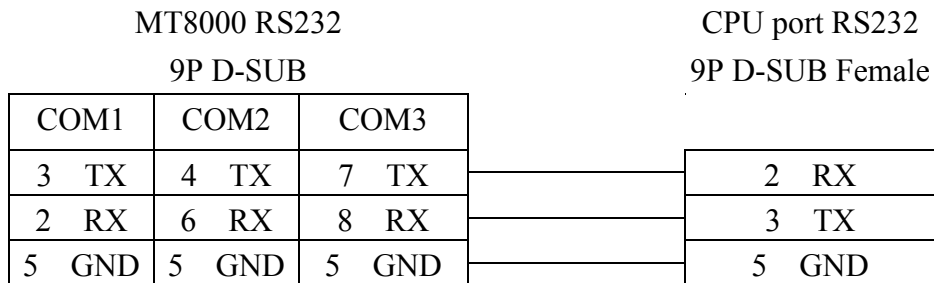 MT8000 RS232 CPU port RS232
9P D-SUB 9P D-SUB Female
COM1 COM2 COM3
3 TX 4 TX 7 TX 2 RX
2 RX 6 RX 8 RX 3 TX
5 GND 5 GND 5 GND 5 GND